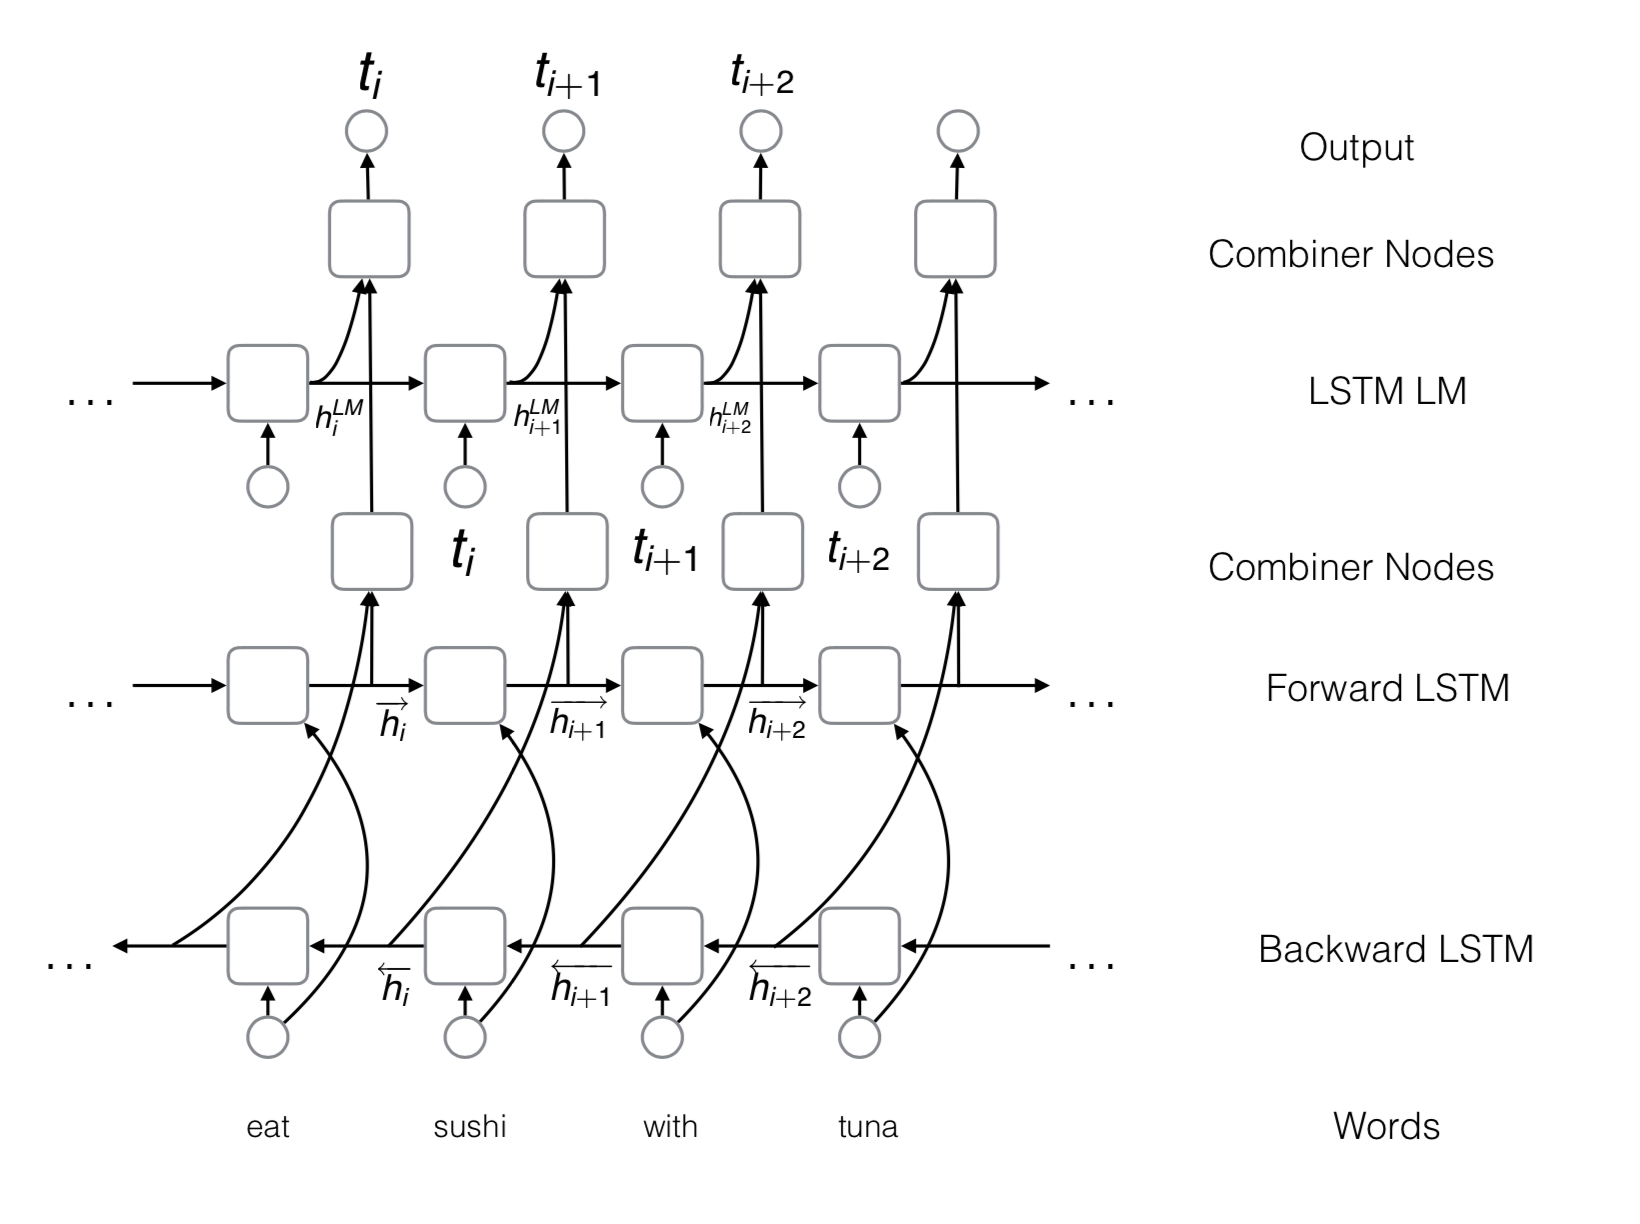 t_i t_{i+1} t_{i+2}
Output
Combiner Nodes
... ... LSTM LM
h_i^{LM} h_{i+1}^{LM} h_{i+2}^{LM}
t_i t_{i+1} t_{i+2}
Combiner Nodes
... ... Forward LSTM
\overrightarrow{h_i} \overrightarrow{h_{i+1}} \overrightarrow{h_{i+2}}
... ... Backward LSTM
\overleftarrow{h_i} \overleftarrow{h_{i+1}} \overleftarrow{h_{i+2}}
eat sushi with tuna Words